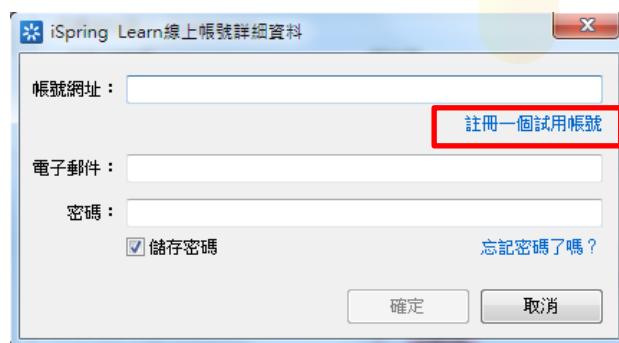 iSpring Learn線上帳號詳細資料
帳號網址：
註冊一個試用帳號
電子郵件：
密碼：
儲存密碼 忘記密碼了嗎？
確定 取消